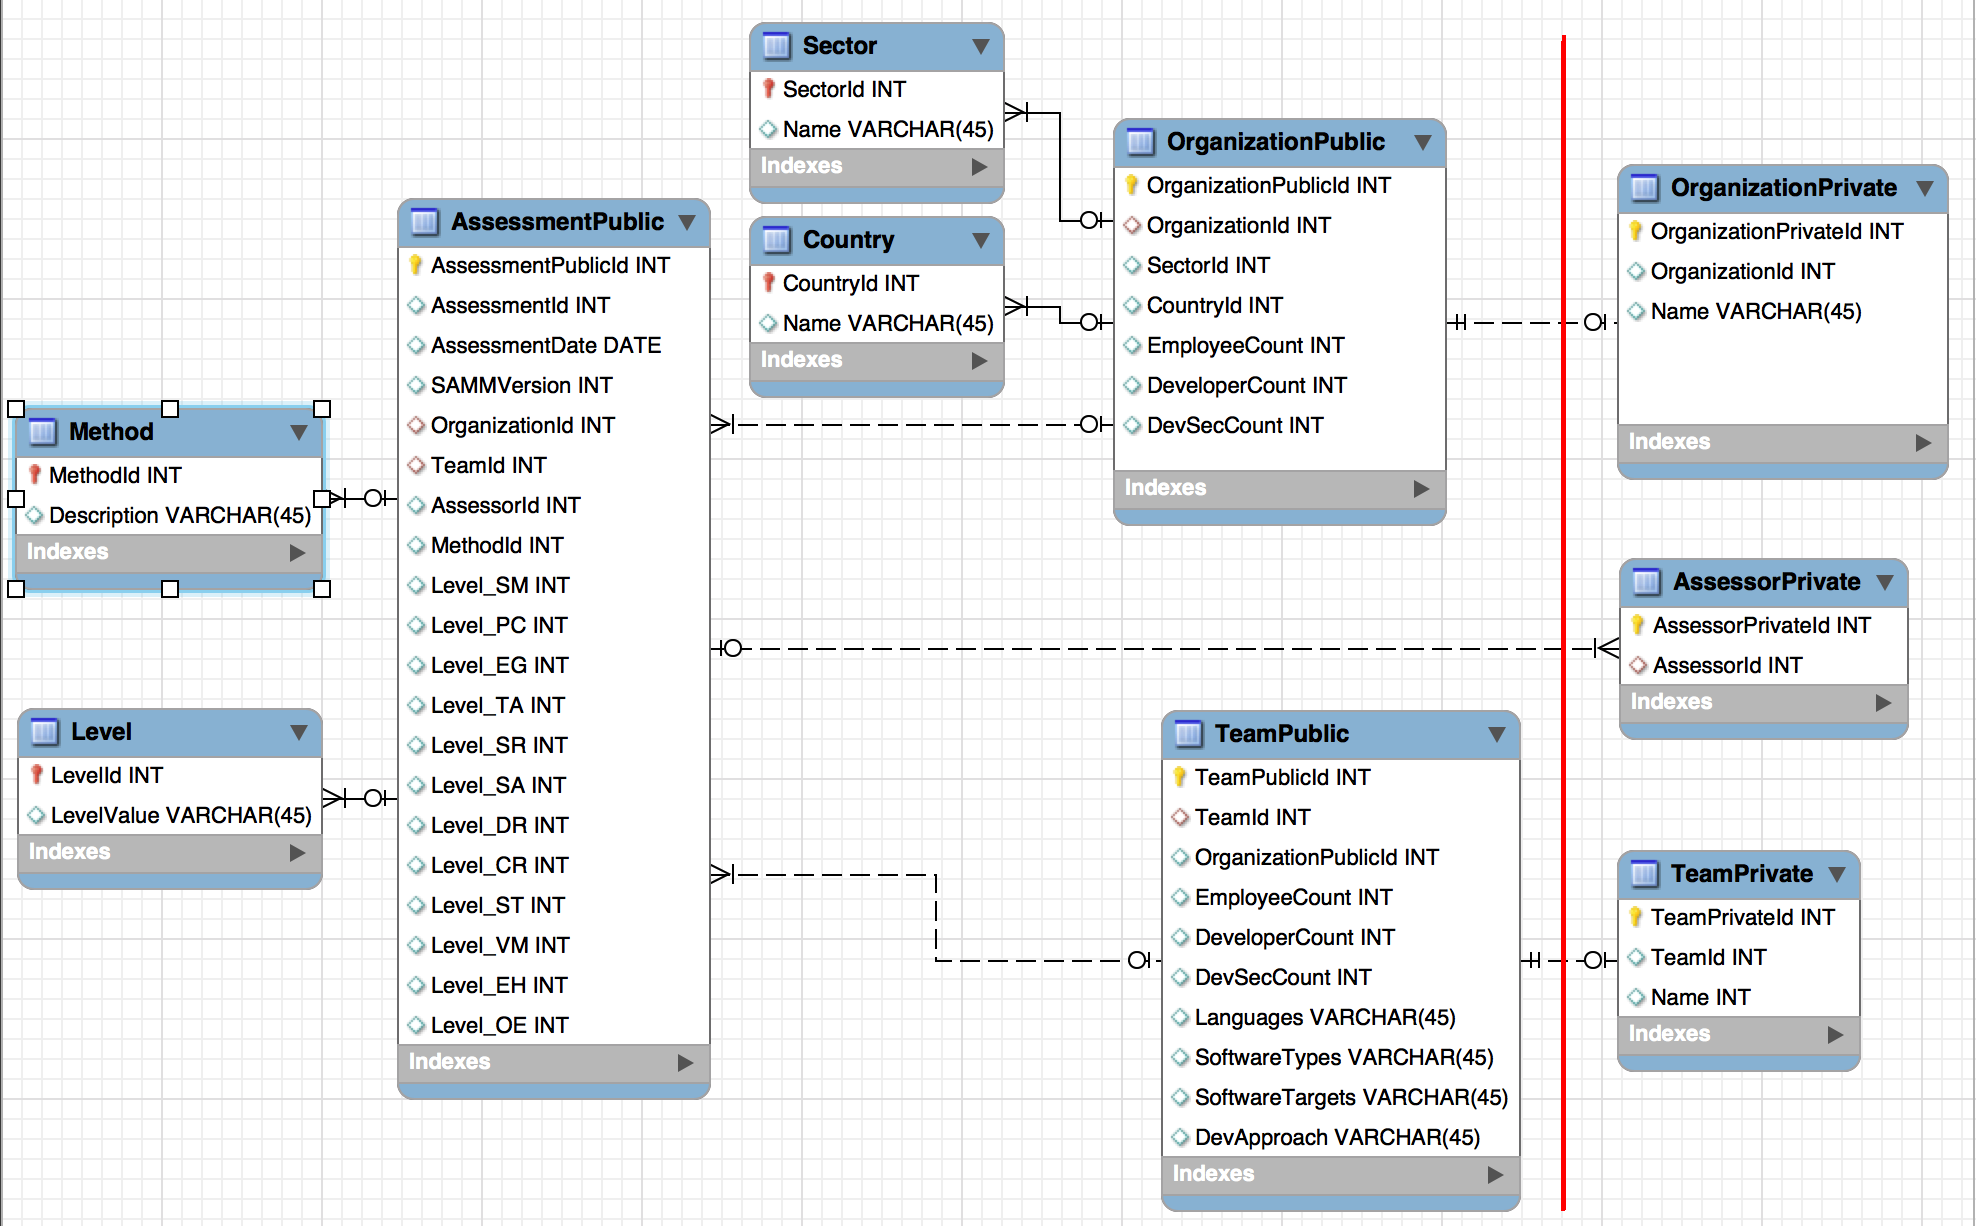 Sector
SectorId INT
Name VARCHAR(45)
Indexes
Country
CountryId INT
Name VARCHAR(45)
Indexes
OrganizationPublic
OrganizationPublicId INT
OrganizationId INT
SectorId INT
CountryId INT
EmployeeCount INT
DeveloperCount INT
DevSecCount INT
Indexes
OrganizationPrivate
OrganizationPrivateId INT
OrganizationId INT
Name VARCHAR(45)
Indexes
AssessmentPublic
AssessmentPublicId INT
AssessmentId INT
AssessmentDate DATE
SAMMVersion INT
OrganizationId INT
TeamId INT
AssessorId INT
MethodId INT
Level_SM INT
Level_PC INT
Level_EG INT
Level_TA INT
Level_SR INT
Level_SA INT
Level_DR INT
Level_CR INT
Level_ST INT
Level_VM INT
Level_EH INT
Level_OE INT
Indexes
Method
MethodId INT
Description VARCHAR(45)
Indexes
Level
LevelId INT
LevelValue VARCHAR(45)
Indexes
AssessorPrivate
AssessorPrivateId INT
AssessorId INT
Indexes
TeamPublic
TeamPublicId INT
TeamId INT
OrganizationPublicId INT
EmployeeCount INT
DeveloperCount INT
DevSecCount INT
Languages VARCHAR(45)
SoftwareTypes VARCHAR(45)
SoftwareTargets VARCHAR(45)
DevApproach VARCHAR(45)
Indexes
TeamPrivate
TeamPrivateId INT
TeamId INT
Name INT
Indexes